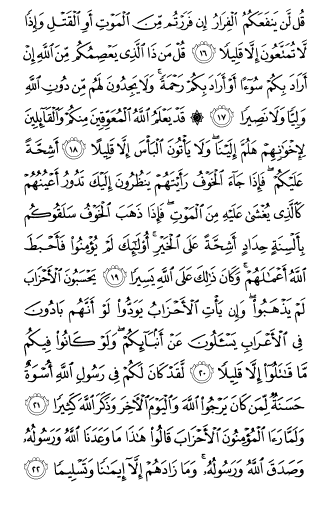 قُل لَّن يَنفَعَكُمُ ٱلْفِرَارُ إِن فَرَرْتُم مِّنَ ٱلْمَوْتِ أَوِ ٱلْقَتْلِ وَإِذًا
لَّا تُمَتَّعُونَ إِلَّا قَلِيلًا ١٦ قُلْ مَن ذَا ٱلَّذِى يَعْصِمُكُم مِّنَ ٱللَّهِ إِنْ
أَرَادَ بِكُمْ سُوٓءًا أَوْ أَرَادَ بِكُمْ رَحْمَةً ۚ وَلَا يَجِدُونَ لَهُم مِّن دُونِ ٱللَّهِ
وَلِيًّا وَلَا نَصِيرًا ١٧ ۞ قَدْ يَعْلَمُ ٱللَّهُ ٱلْمُعَوِّقِينَ مِنكُمْ وَٱلْقَآئِلِينَ
لِإِخْوَٰنِهِمْ هَلُمَّ إِلَيْنَا ۖ وَلَا يَأْتُونَ ٱلْبَأْسَ إِلَّا قَلِيلًا ١٨ أَشِحَّةً
عَلَيْكُمْ ۖ فَإِذَا جَآءَ ٱلْخَوْفُ رَأَيْتَهُمْ يَنظُرُونَ إِلَيْكَ تَدُورُ أَعْيُنُهُمْ
كَٱلَّذِى يُغْشَىٰ عَلَيْهِ مِنَ ٱلْمَوْتِ ۖ فَإِذَا ذَهَبَ ٱلْخَوْفُ سَلَقُوكُم
بِأَلْسِنَةٍ حِدَادٍ أَشِحَّةً عَلَى ٱلْخَيْرِ ۚ أُو۟لَـٰٓئِكَ لَمْ يُؤْمِنُوا۟ فَأَحْبَطَ
ٱللَّهُ أَعْمَـٰلَهُمْ ۚ وَكَانَ ذَٰلِكَ عَلَى ٱللَّهِ يَسِيرًا ١٩ يَحْسَبُونَ ٱلْأَحْزَابَ
لَمْ يَذْهَبُوا۟ ۖ وَإِن يَأْتِ ٱلْأَحْزَابُ يَوَدُّوا۟ لَوْ أَنَّهُم بَادُونَ
فِى ٱلْأَعْرَابِ يَسْـَٔلُونَ عَنْ أَنۢبَآئِكُمْ ۖ وَلَوْ كَانُوا۟ فِيكُم
مَّا قَـٰتَلُوٓا۟ إِلَّا قَلِيلًا ٢٠ لَّقَدْ كَانَ لَكُمْ فِى رَسُولِ ٱللَّهِ أُسْوَةٌ
حَسَنَةٌ لِّمَن كَانَ يَرْجُوا۟ ٱللَّهَ وَٱلْيَوْمَ ٱلْـَٔاخِرَ وَذَكَرَ ٱللَّهَ كَثِيرًا ٢١
وَلَمَّا رَءَا ٱلْمُؤْمِنُونَ ٱلْأَحْزَابَ قَالُوا۟ هَـٰذَا مَا وَعَدَنَا ٱللَّهُ وَرَسُولُهُۥ
وَصَدَقَ ٱللَّهُ وَرَسُولُهُۥ ۚ وَمَا زَادَهُمْ إِلَّآ إِيمَـٰنًا وَتَسْلِيمًا ٢٢